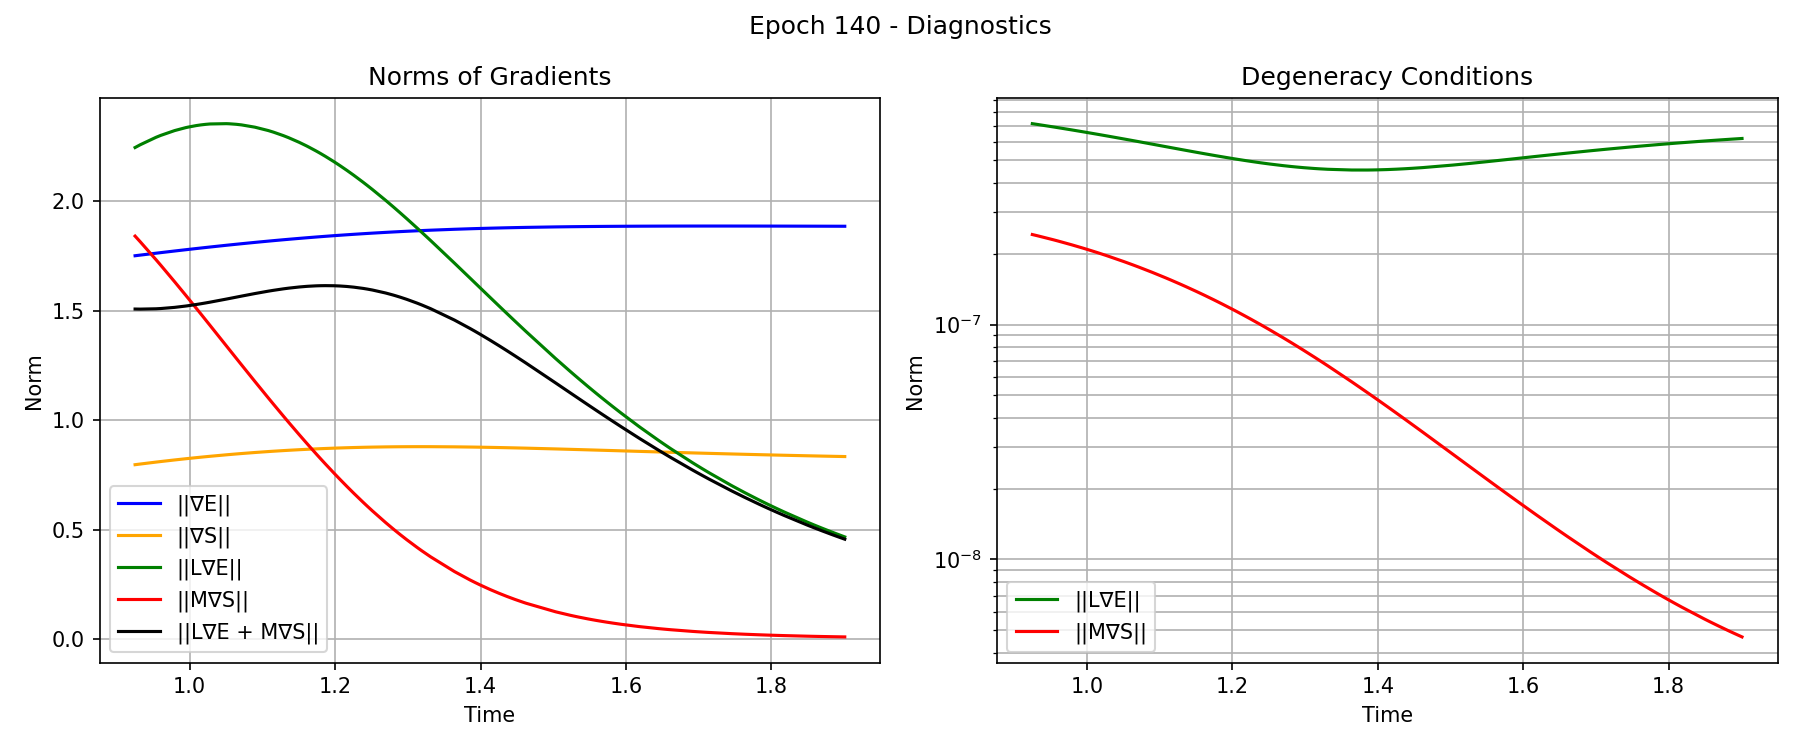 Epoch 140 - Diagnostics
Norms of Gradients
Norm
2.0
1.5
1.0
0.5
0.0
||∇E||
||∇S||
||L∇E||
||M∇S||
||L∇E + M∇S||
1.0 1.2 1.4 1.6 1.8
Time
Degeneracy Conditions
Norm
10⁻⁷
10⁻⁸
||L∇E||
||M∇S||
1.0 1.2 1.4 1.6 1.8
Time